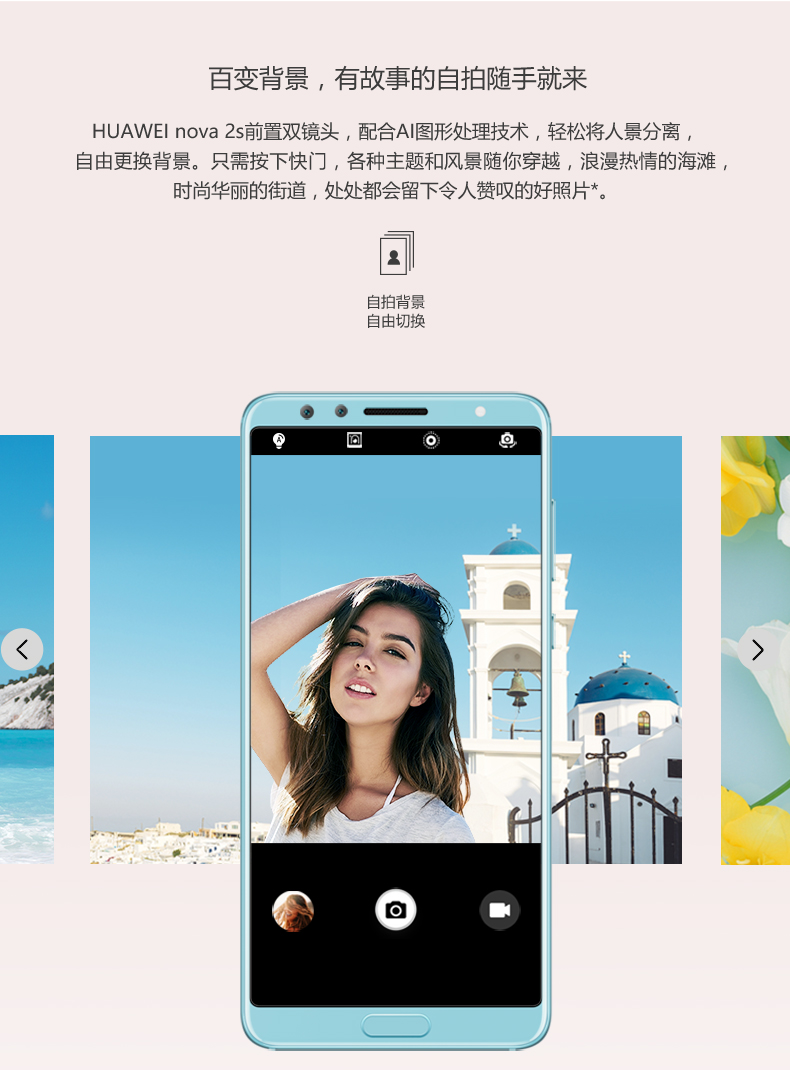 百变背景，有故事的自拍随手就来
HUAWEI nova 2s前置双镜头，配合AI图形处理技术，轻松将人景分离，
自由更换背景。只需按下快门，各种主题和风景随你穿越，浪漫热情的海滩，
时尚华丽的街道，处处都会留下令人赞叹的好照片*。
自拍背景
自由切换